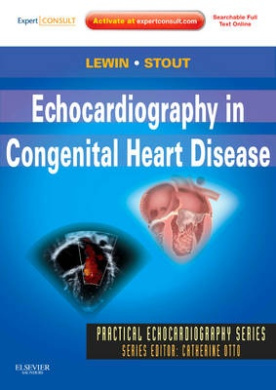 Expert CONSULT
Activate at expertconsult.com
Searchable Full
Text Online
LEWIN • STOUT
Echocardiography in
Congenital Heart Disease
PRACTICAL ECHOCARDIOGRAPHY SERIES
SERIES EDITOR: CATHERINE OTTO
ELSEVIER
SAUNDERS